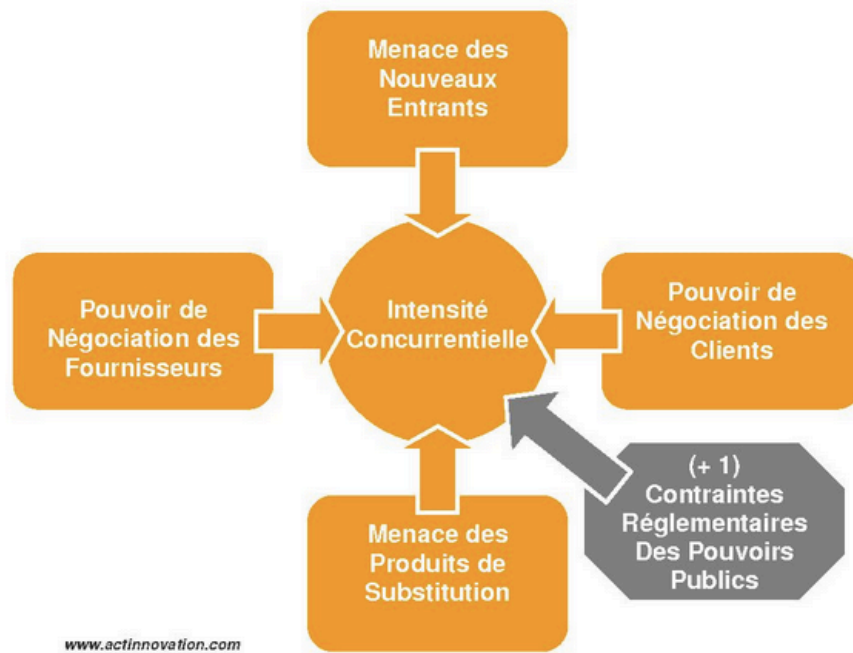 Menace des
Nouveaux
Entrants
Pouvoir de
Négociation des
Fournisseurs
Intensité
Concurrentielle
Pouvoir de
Négociation des
Clients
Menace des
Produits de
Substitution
(+ 1)
Contraintes
Réglementaires
Des Pouvoirs
Publics
www.actinnovation.com